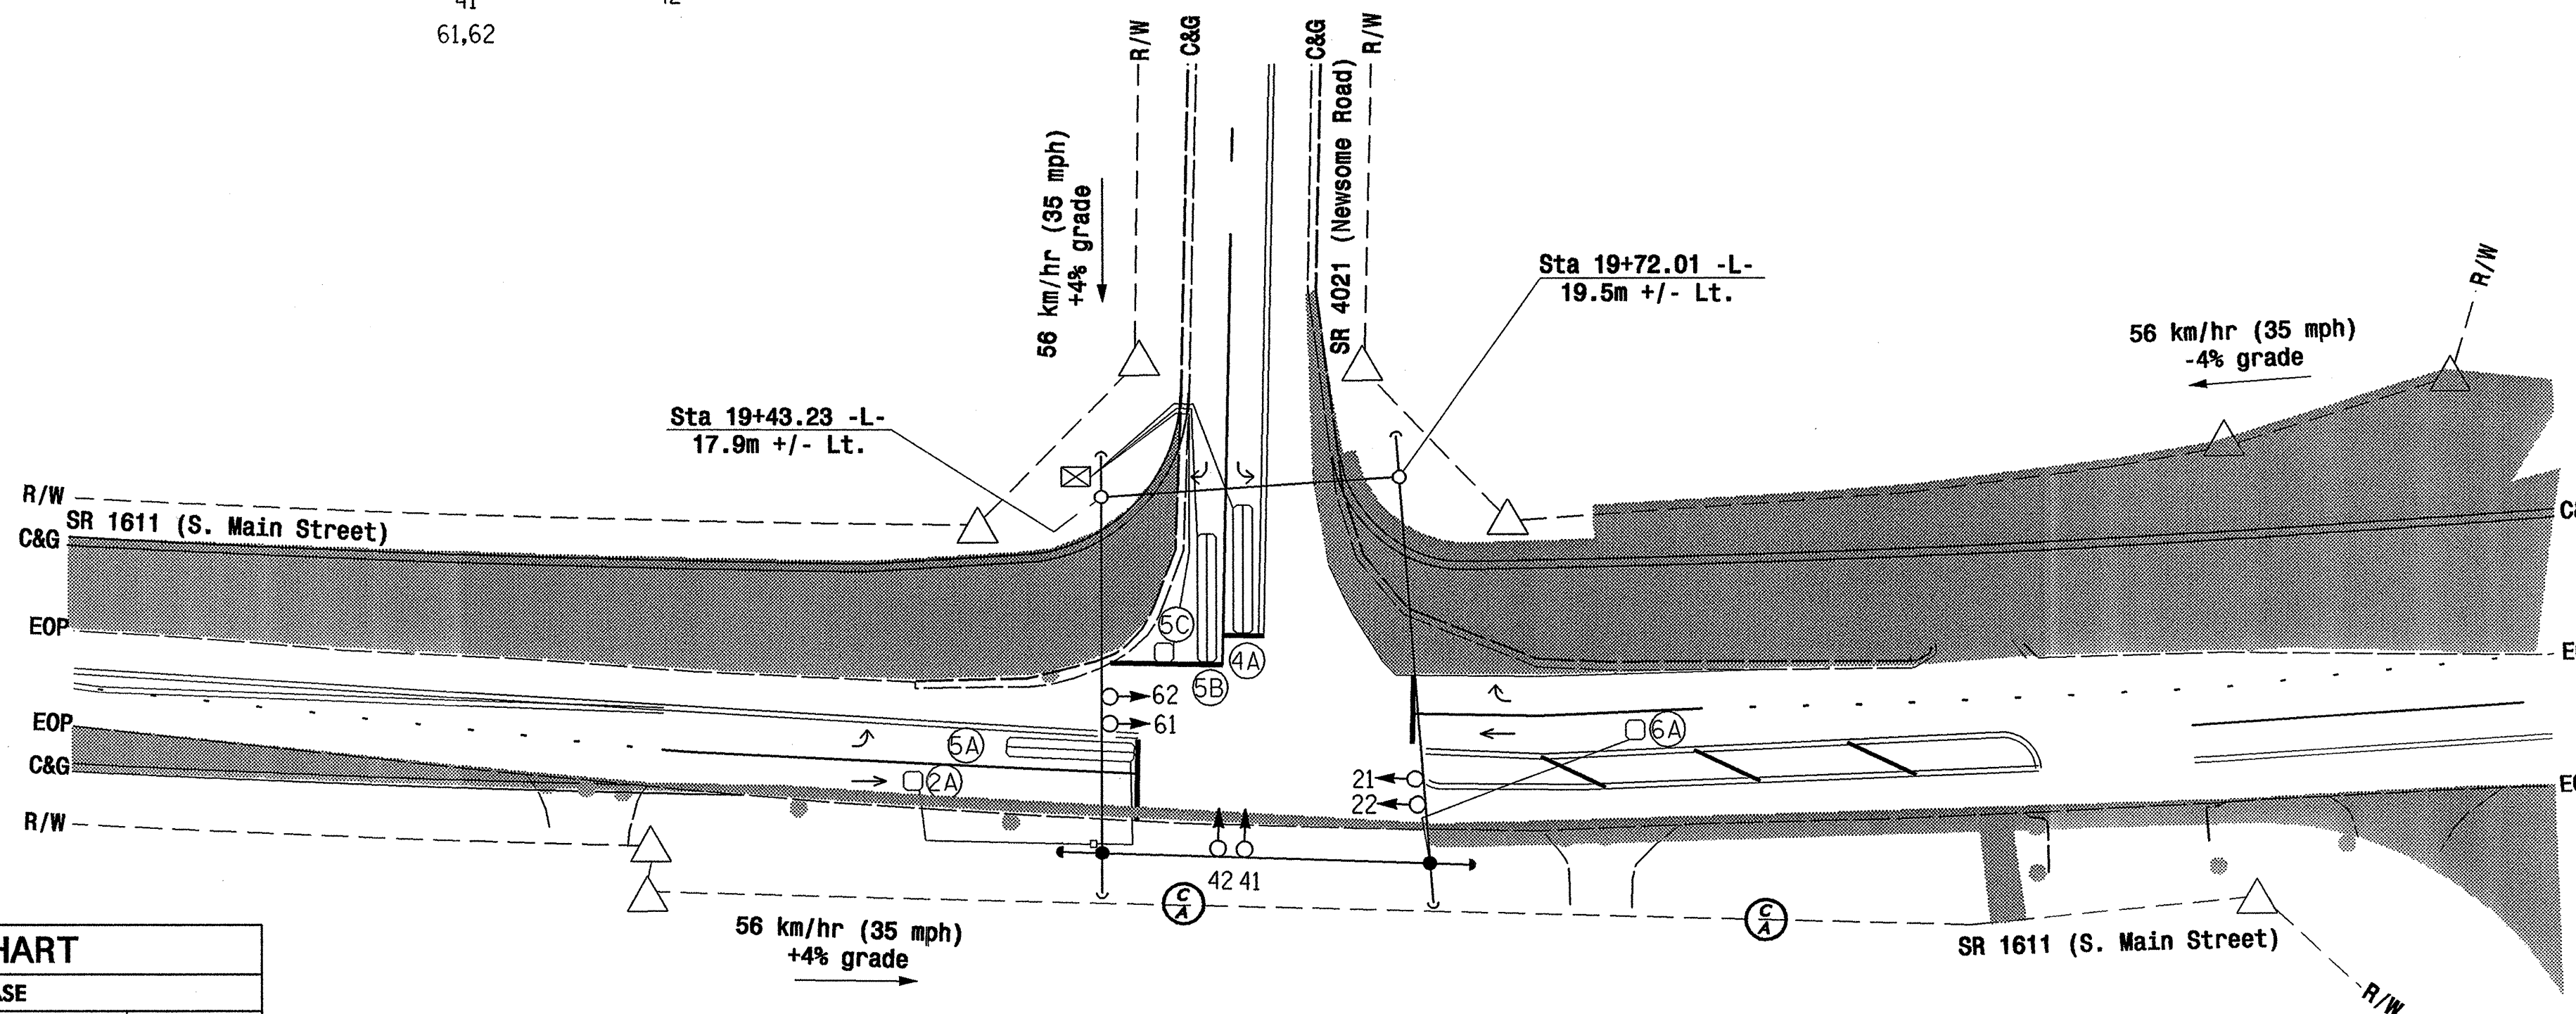 61,62
R/W
C&G
C&G
R/W
SR 4021 (Newsome Road)
56 km/hr (35 mph)
+4% grade
Sta 19+72.01 -L-
19.5m +/- Lt.
R/W
56 km/hr (35 mph)
-4% grade
Sta 19+43.23 -L-
17.9m +/- Lt.
R/W
SR 1611 (S. Main Street)
C&G
5C
4A
5B
EOP
62
61
EOP
5A
6A
C&G
2A
21
22
R/W
42 41
C
A
C
A
56 km/hr (35 mph)
+4% grade
SR 1611 (S. Main Street)
R/W